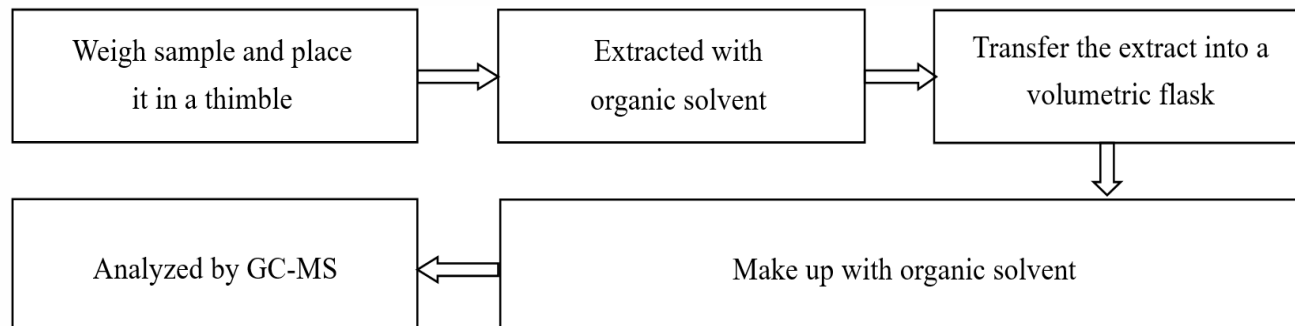 Weigh sample and place
it in a thimble
Extracted with
organic solvent
Transfer the extract into a
volumetric flask
Make up with organic solvent
Analyzed by GC-MS